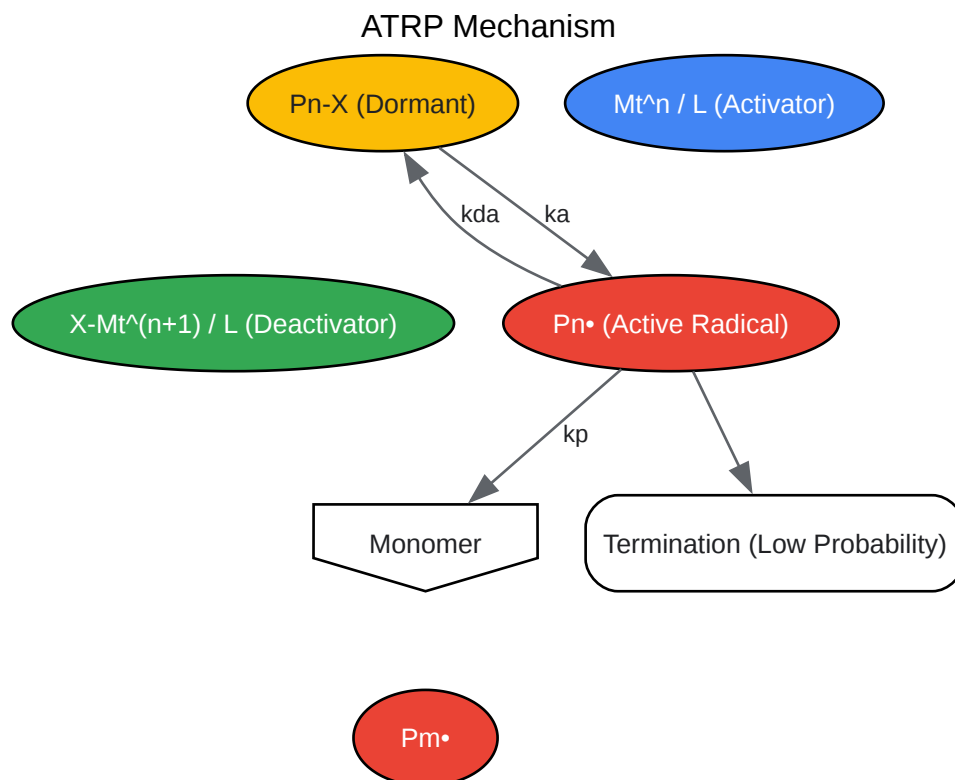 ATRP Mechanism
Pn-X (Dormant)
Mt^n / L (Activator)
kda
ka
X-Mt^(n+1) / L (Deactivator)
Pn• (Active Radical)
kp
Monomer
Termination (Low Probability)
Pm•